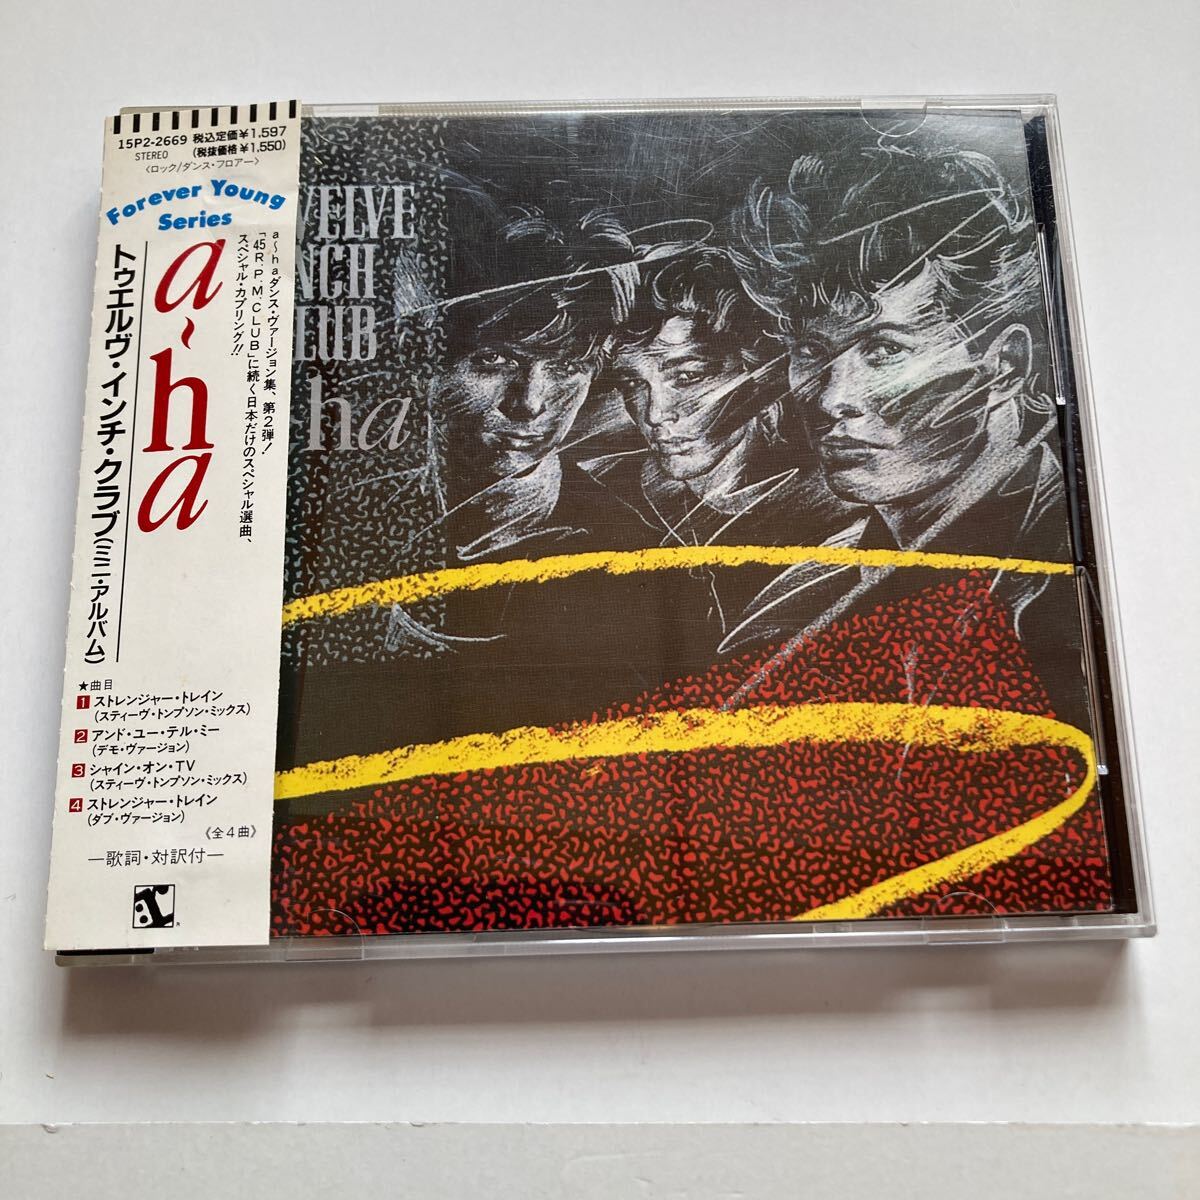 15P2-2669 税込定価¥1,597
STEREO (税抜価格¥1,550)
〈ロック/ダンス・フロアー〉
Forever Young
Series
a~ha
トゥエルヴ・インチ・クラブ(ミニ・アルバム)
a~haダンス・ヴァージョン集、第2弾!
「45R.P.M.CLUB」に続く日本だけのスペシャル選曲、
スペシャル・カプリング!!
★曲目
1 ストレンジャー・トレイン
(スティーヴ・トンプソン・ミックス)
2 アンド・ユー・テル・ミー
(デモ・ヴァージョン)
3 シャイン・オン・TV
(スティーヴ・トンプソン・ミックス)
4 ストレンジャー・トレイン
(ダブ・ヴァージョン)
《全4曲》
—歌詞・対訳付—
VELVE
NCH
LUB
ha